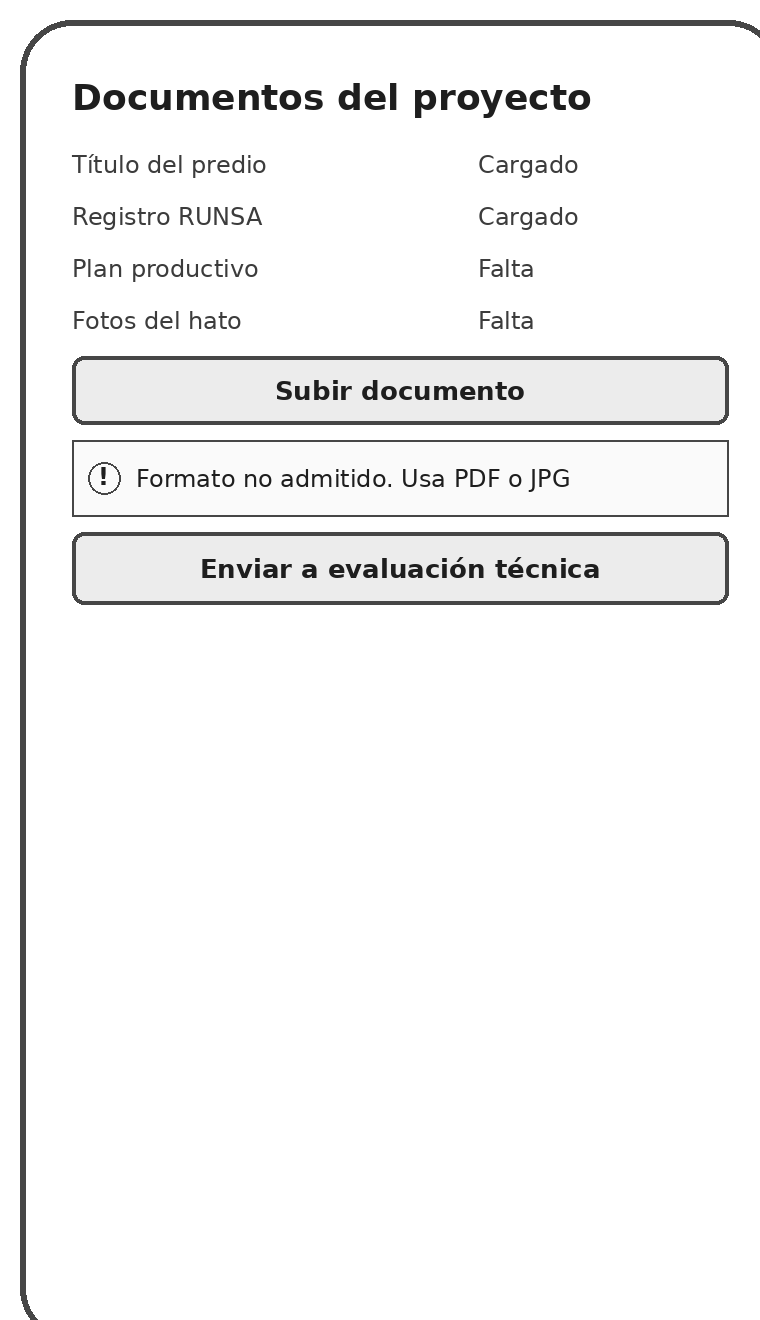 Documentos del proyecto
Título del predio Cargado
Registro RUNSA Cargado
Plan productivo Falta
Fotos del hato Falta
Subir documento
! Formato no admitido. Usa PDF o JPG
Enviar a evaluación técnica